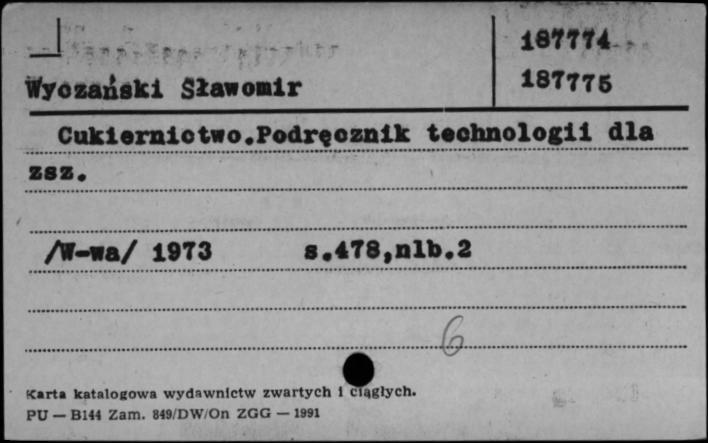 187774
187775
Wyczański Sławomir
Cukiernictwo.Podręcznik technologii dla
zsz.
/W-wa/ 1973 s.478,nlb.2
6
Karta katalogowa wydawnictw zwartych i ciągłych.
PU — B144 Zam. 849/DW/On ZGG — 1991